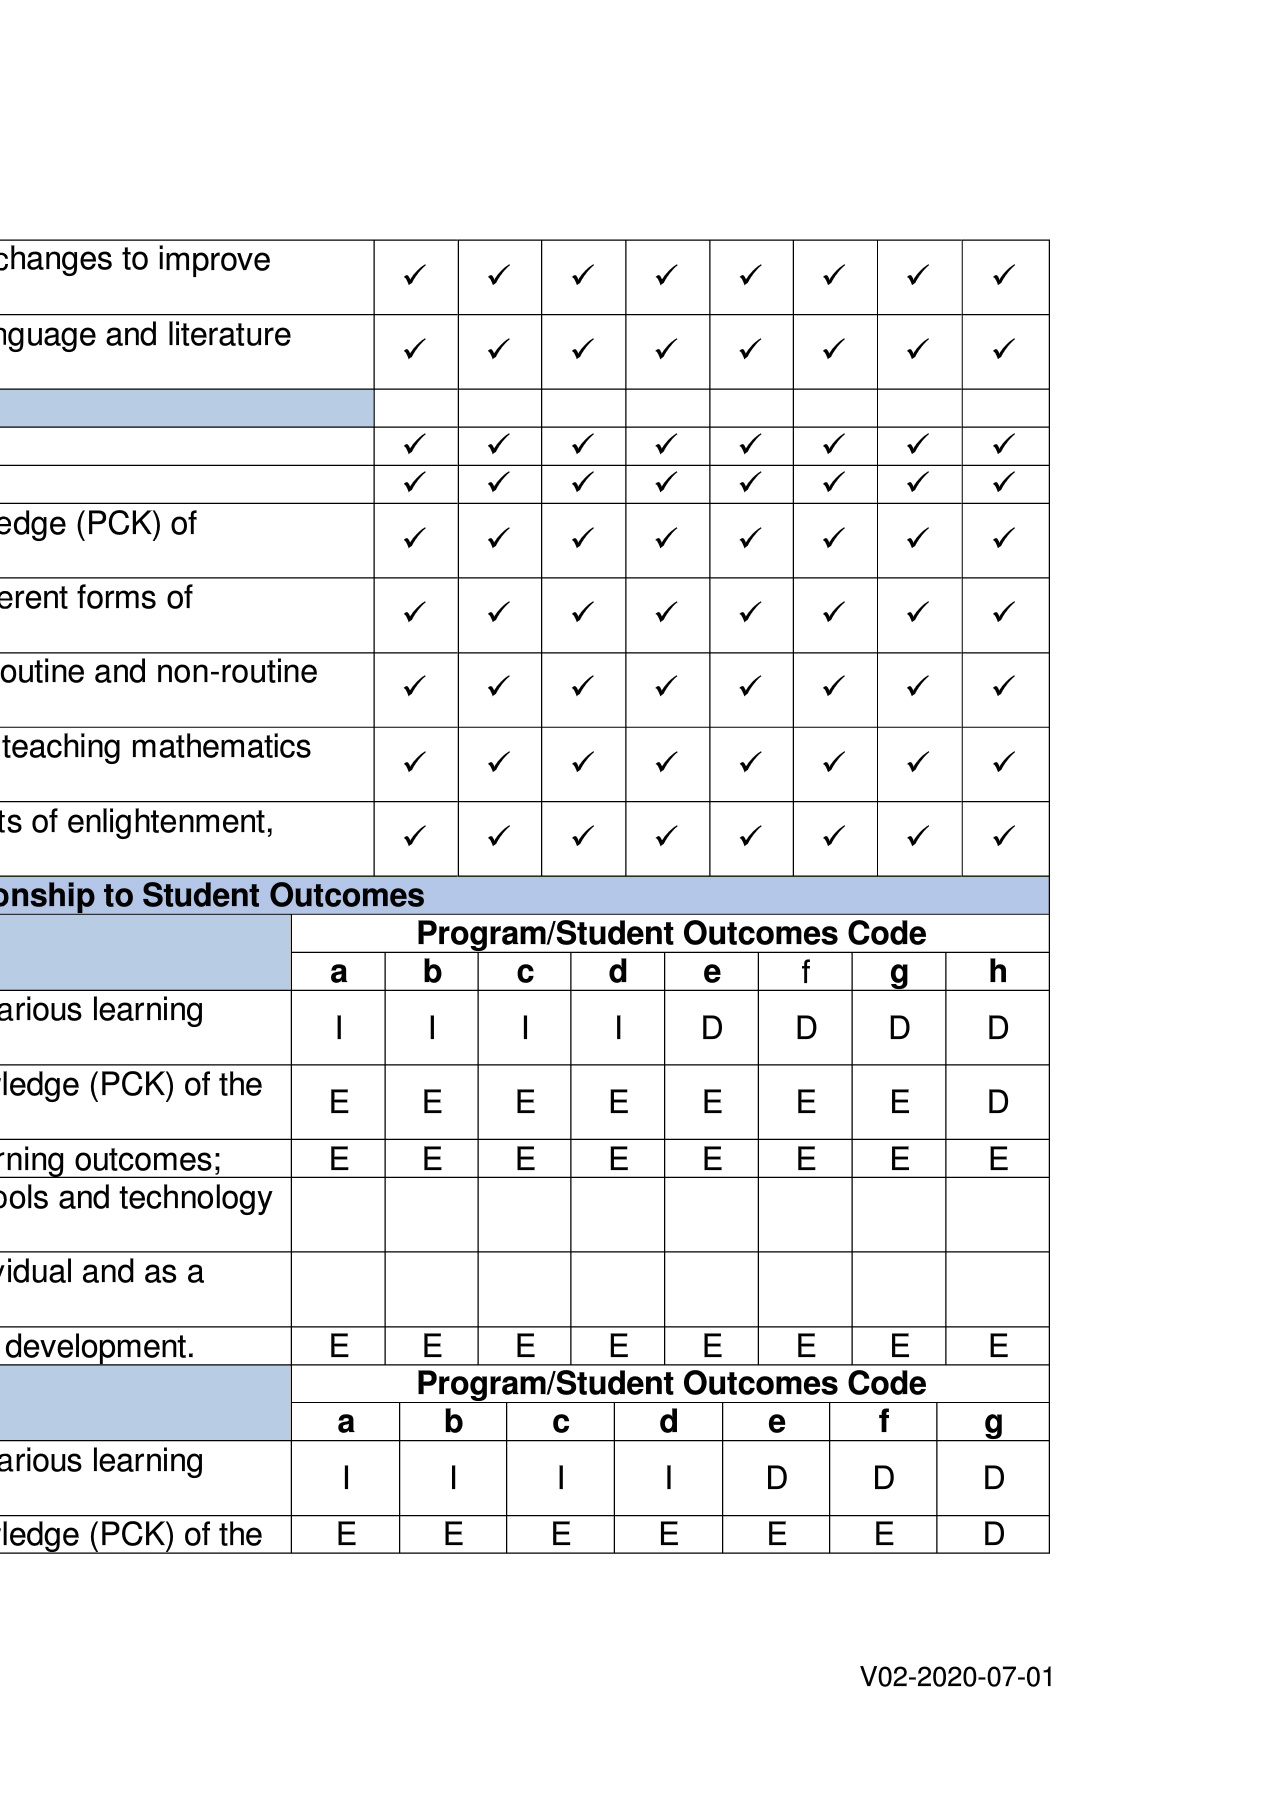 changes to improve ✓ ✓ ✓ ✓ ✓ ✓ ✓ ✓
and literature ✓ ✓ ✓ ✓ ✓ ✓ ✓ ✓
✓ ✓ ✓ ✓ ✓ ✓ ✓ ✓
✓ ✓ ✓ ✓ ✓ ✓ ✓ ✓
edge (PCK) of ✓ ✓ ✓ ✓ ✓ ✓ ✓ ✓
erent forms of ✓ ✓ ✓ ✓ ✓ ✓ ✓ ✓
outine and non-routine ✓ ✓ ✓ ✓ ✓ ✓ ✓ ✓
teaching mathematics ✓ ✓ ✓ ✓ ✓ ✓ ✓ ✓
ts of enlightenment, ✓ ✓ ✓ ✓ ✓ ✓ ✓ ✓
onship to Student Outcomes
Program/Student Outcomes Code
a b c d e f g h
arious learning I I I I D D D D
ledge (PCK) of the E E E E E E E D
rning outcomes; E E E E E E E E
ools and technology
vidual and as a
development. E E E E E E E E
Program/Student Outcomes Code
a b c d e f g
arious learning I I I I D D D
ledge (PCK) of the E E E E E E D
V02-2020-07-01